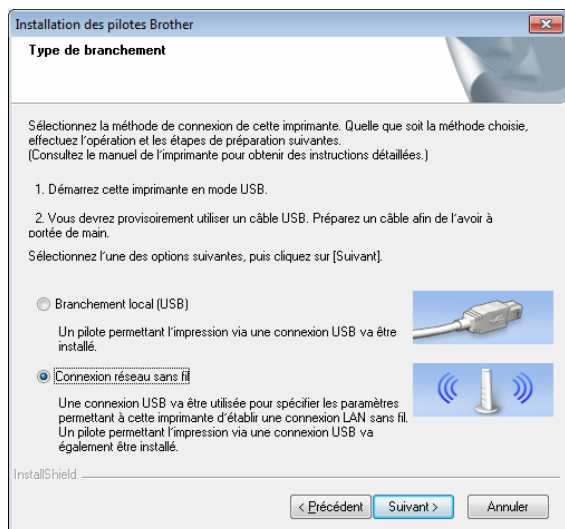 Installation des pilotes Brother
Type de branchement
Sélectionnez la méthode de connexion de cette imprimante. Quelle que soit la méthode choisie,
effectuez l'opération et les étapes de préparation suivantes.
(Consultez le manuel de l'imprimante pour obtenir des instructions détaillées.)
1. Démarrez cette imprimante en mode USB.
2. Vous devrez provisoirement utiliser un câble USB. Préparez un câble afin de l'avoir à
portée de main.
Sélectionnez l'une des options suivantes, puis cliquez sur [Suivant].
Branchement local (USB)
Un pilote permettant l'impression via une connexion USB va être
installé.
Connexion réseau sans fil
Une connexion USB va être utilisée pour spécifier les paramètres
permettant à cette imprimante d'établir une connexion LAN sans fil.
Un pilote permettant l'impression via une connexion USB va
également être installé.
InstallShield
< Précédent Suivant > Annuler